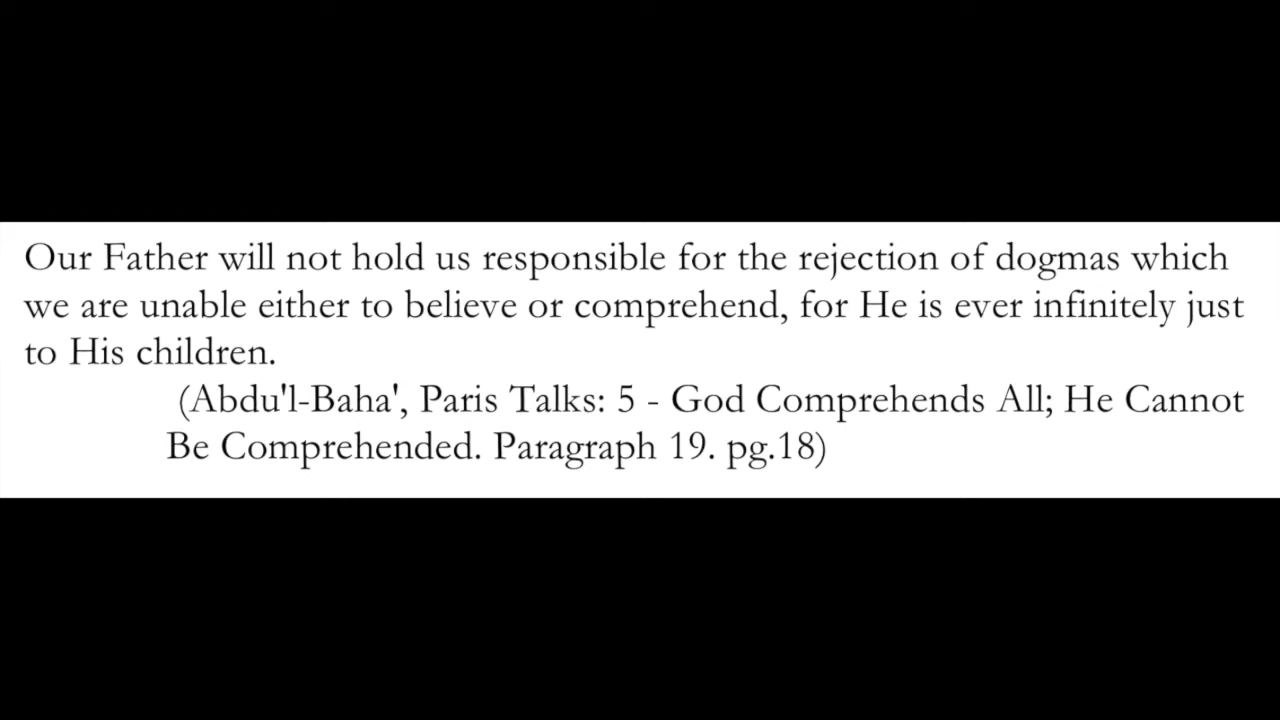 Our Father will not hold us responsible for the rejection of dogmas which
we are unable either to believe or comprehend, for He is ever infinitely just
to His children.
(Abdu'l-Baha', Paris Talks: 5 - God Comprehends All; He Cannot
Be Comprehended. Paragraph 19. pg.18)